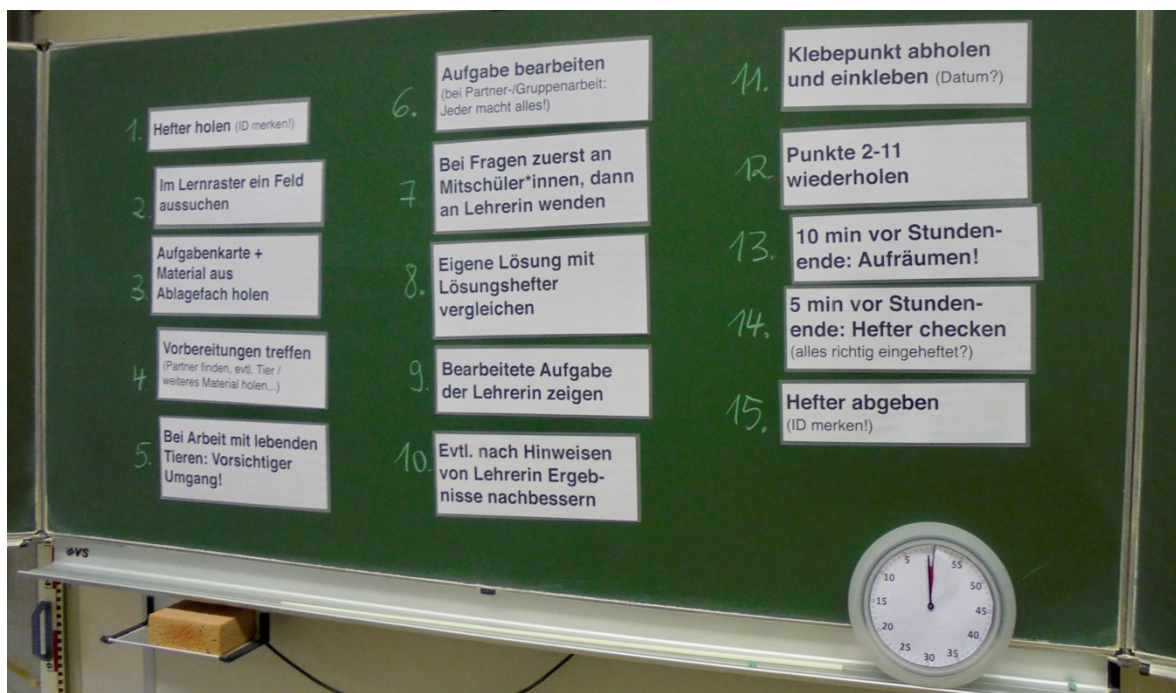 1. Hefter holen (ID merken!)
2. Im Lernraster ein Feld
aussuchen
3. Aufgabenkarte +
Material aus
Ablagefach holen
4 Vorbereitungen treffen
(Partner finden, evtl. Tier /
weiteres Material holen...)
5. Bei Arbeit mit lebenden
Tieren: Vorsichtiger
Umgang!
6. Aufgabe bearbeiten
(bei Partner-/Gruppenarbeit:
Jeder macht alles!)
7 Bei Fragen zuerst an
Mitschüler*innen, dann
an Lehrerin wenden
8. Eigene Lösung mit
Lösungshefter
vergleichen
9. Bearbeitete Aufgabe
der Lehrerin zeigen
10. Evtl. nach Hinweisen
von Lehrerin Ergeb-
nisse nachbessern
11. Klebepunkt abholen
und einkleben (Datum?)
12. Punkte 2-11
wiederholen
13. 10 min vor Stunden-
ende: Aufräumen!
14. 5 min vor Stunden-
ende: Hefter checken
(alles richtig eingeheftet?)
15. Hefter abgeben
(ID merken!)
VS
0
5
10
15
20
25
30
35
40
45
50
55